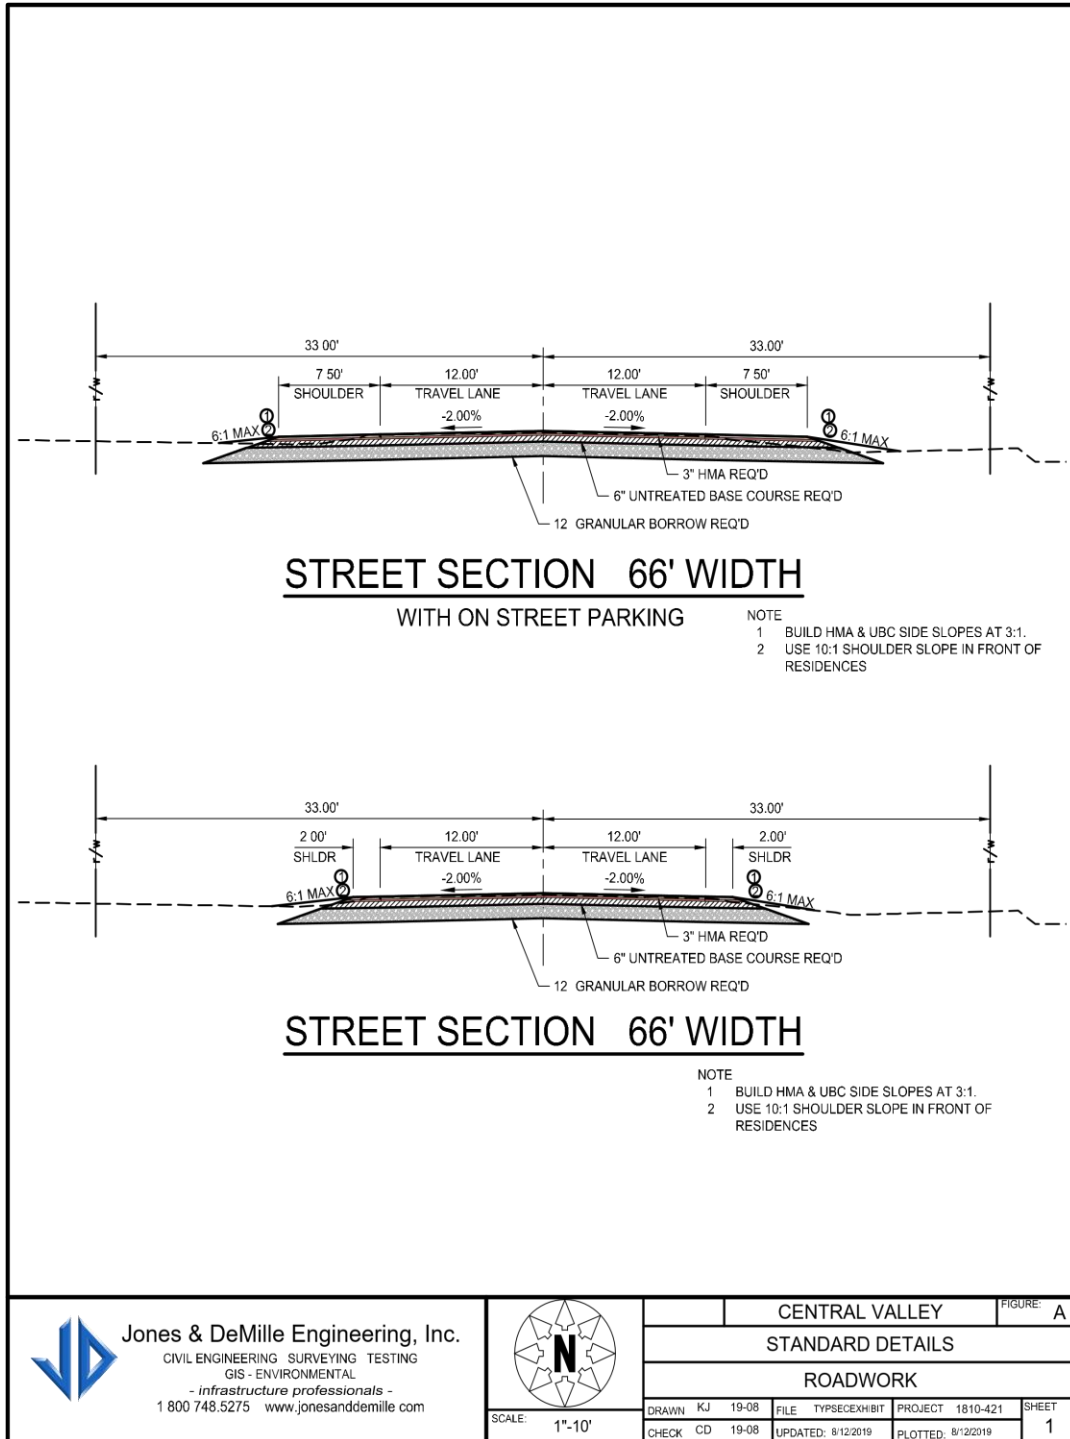 33 00'
33.00'
7 50'
12.00'
12.00'
7 50'
SHOULDER
TRAVEL LANE
TRAVEL LANE
SHOULDER
r/w
r/w
-2.00%
-2.00%
1
1
2
2
6:1 MAX
6:1 MAX
3" HMA REQ'D
6" UNTREATED BASE COURSE REQ'D
12 GRANULAR BORROW REQ'D
STREET SECTION 66' WIDTH
WITH ON STREET PARKING
NOTE
1 BUILD HMA & UBC SIDE SLOPES AT 3:1.
2 USE 10:1 SHOULDER SLOPE IN FRONT OF
RESIDENCES
33.00'
33.00'
2 00'
12.00'
12.00'
2.00'
SHLDR
TRAVEL LANE
TRAVEL LANE
SHLDR
r/w
r/w
-2.00%
-2.00%
1
1
2
2
6:1 MAX
6:1 MAX
3" HMA REQ'D
6" UNTREATED BASE COURSE REQ'D
12 GRANULAR BORROW REQ'D
STREET SECTION 66' WIDTH
NOTE
1 BUILD HMA & UBC SIDE SLOPES AT 3:1.
2 USE 10:1 SHOULDER SLOPE IN FRONT OF
RESIDENCES
JD
Jones & DeMille Engineering, Inc.
CIVIL ENGINEERING SURVEYING TESTING
GIS - ENVIRONMENTAL
- infrastructure professionals -
1 800 748.5275 www.jonesanddemille.com
N
SCALE: 1"-10'
CENTRAL VALLEY
FIGURE: A
STANDARD DETAILS
ROADWORK
DRAWN KJ 19-08 FILE TYPSECEXHIBIT PROJECT 1810-421 SHEET
CHECK CD 19-08 UPDATED: 8/12/2019 PLOTTED: 8/12/2019 1